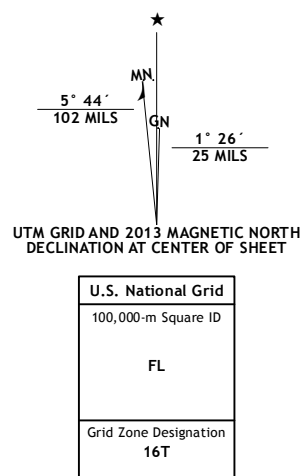 ★
MN.
5° 44´
102 MILS
GN
1° 26´
25 MILS
UTM GRID AND 2013 MAGNETIC NORTH
DECLINATION AT CENTER OF SHEET
U.S. National Grid
100,000-m Square ID
FL
Grid Zone Designation
16T